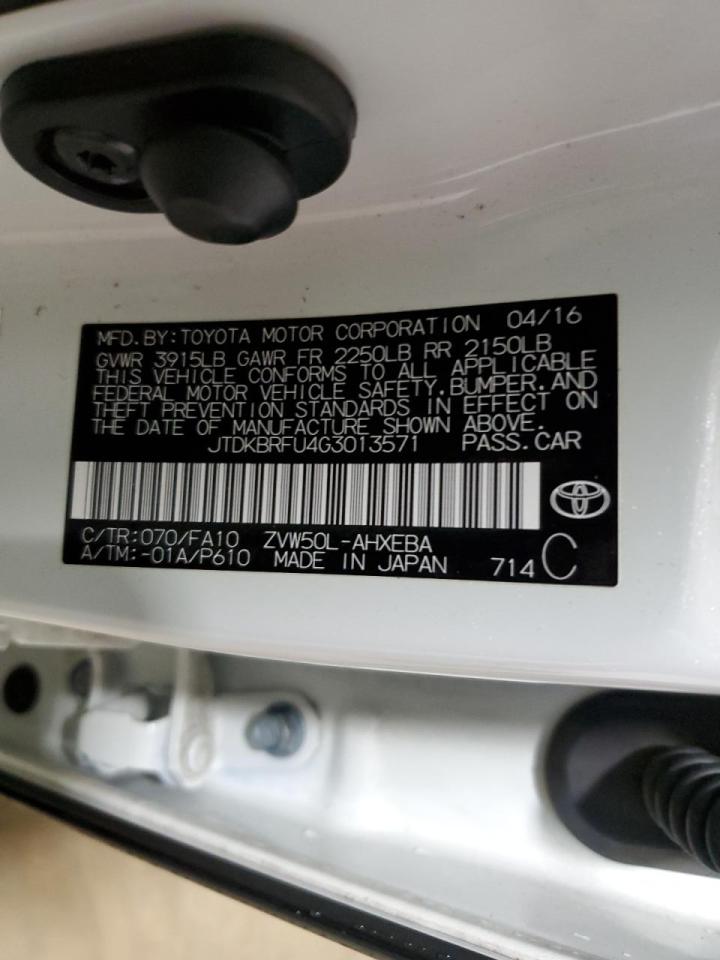 MFD.BY:TOYOTA MOTOR CORPORATION 04/16
GVWR 3915LB GAWR FR 2250LB RR 2150LB
THIS VEHICLE CONFORMS TO ALL APPLICABLE
FEDERAL MOTOR VEHICLE SAFETY,BUMPER,AND
THEFT PREVENTION STANDARDS IN EFFECT ON
THE DATE OF MANUFACTURE SHOWN ABOVE.
JTDKBRFU4G3013571 PASS.CAR
C/TR:070/FA10 ZVW50L-AHXEBA
A/TM:-01A/P610 MADE IN JAPAN 714 C